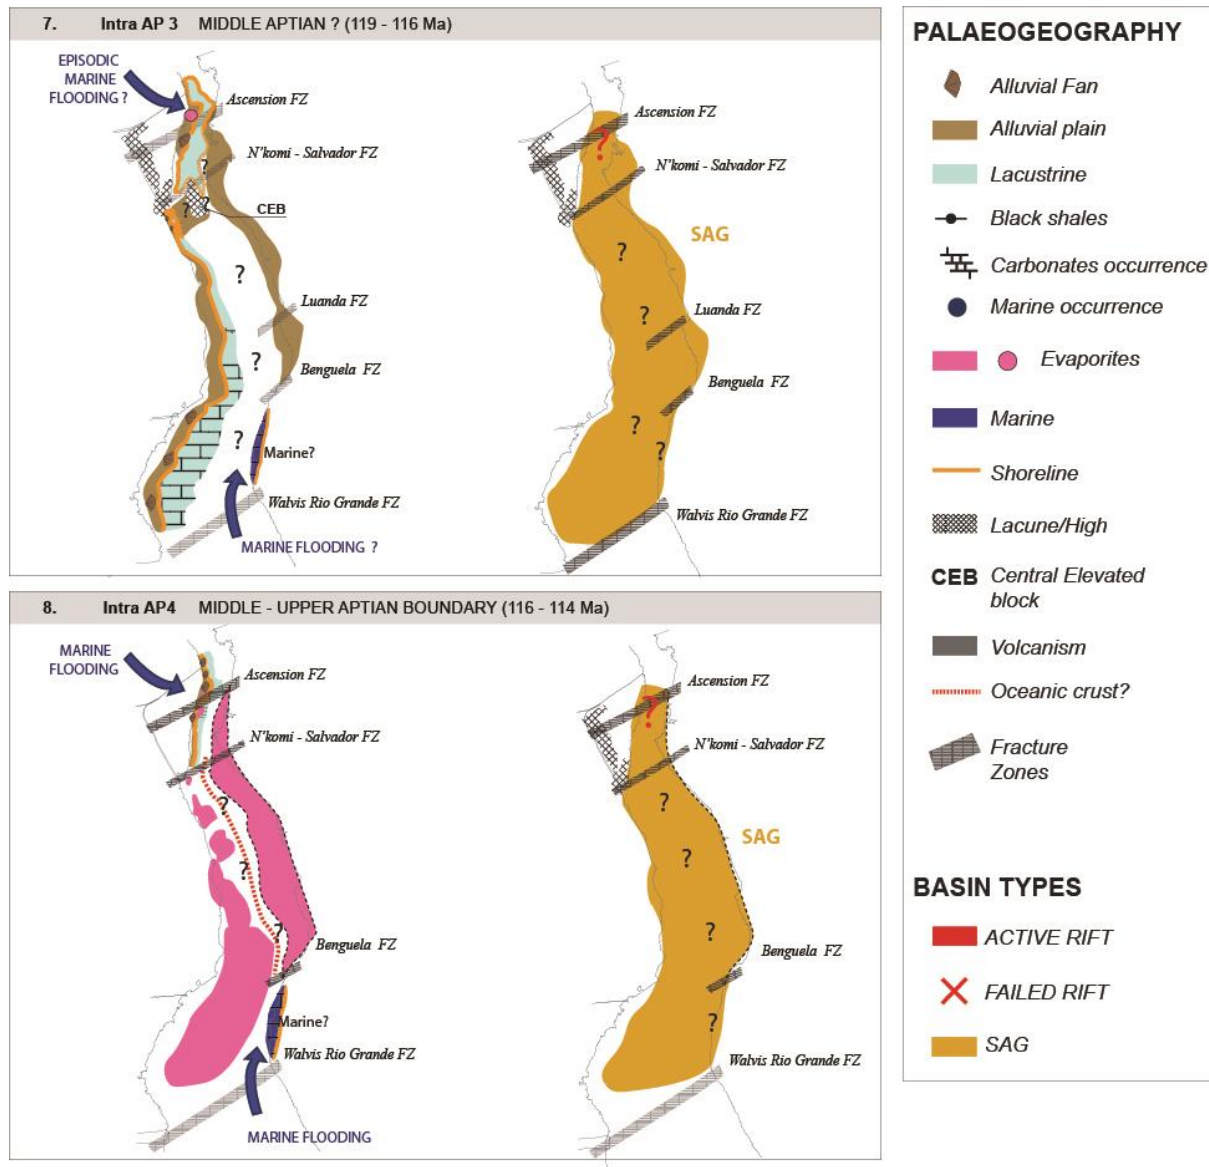 7. Intra AP 3 MIDDLE APTIAN ? (119 - 116 Ma)
EPISODIC
MARINE
FLOODING ?
Ascension FZ
N'komi - Salvador FZ
?
?
?
CEB
?
Luanda FZ
?
Benguela FZ
?
Marine?
Walvis Rio Grande FZ
MARINE FLOODING ?
Ascension FZ
?
N'komi - Salvador FZ
SAG
?
Luanda FZ
?
Benguela FZ
?
?
Walvis Rio Grande FZ
8. Intra AP4 MIDDLE - UPPER APTIAN BOUNDARY (116 - 114 Ma)
MARINE
FLOODING
Ascension FZ
N'komi - Salvador FZ
?
?
?
Benguela FZ
Marine?
Walvis Rio Grande FZ
MARINE FLOODING
Ascension FZ
?
N'komi - Salvador FZ
?
SAG
?
?
Benguela FZ
?
Walvis Rio Grande FZ
PALAEOGEOGRAPHY
Alluvial Fan
Alluvial plain
Lacustrine
Black shales
Carbonates occurrence
Marine occurrence
Evaporites
Marine
Shoreline
Lacune/High
CEB Central Elevated
block
Volcanism
Oceanic crust?
Fracture
Zones
BASIN TYPES
ACTIVE RIFT
FAILED RIFT
SAG